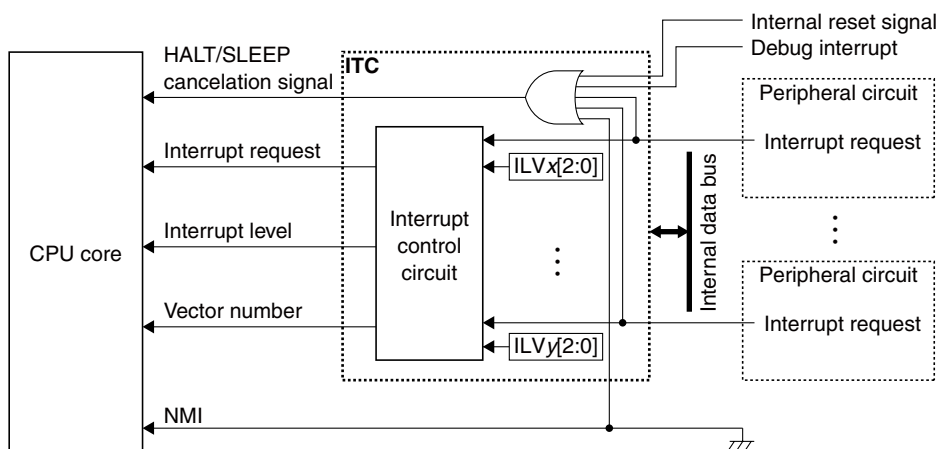 Internal reset signal
Debug interrupt
HALT/SLEEP
cancelation signal
ITC
Peripheral circuit
Interrupt request
Interrupt request
ILVx[2:0]
Internal data bus
Interrupt
control
circuit
Interrupt level
CPU core
Peripheral circuit
Interrupt request
Vector number
ILVy[2:0]
NMI